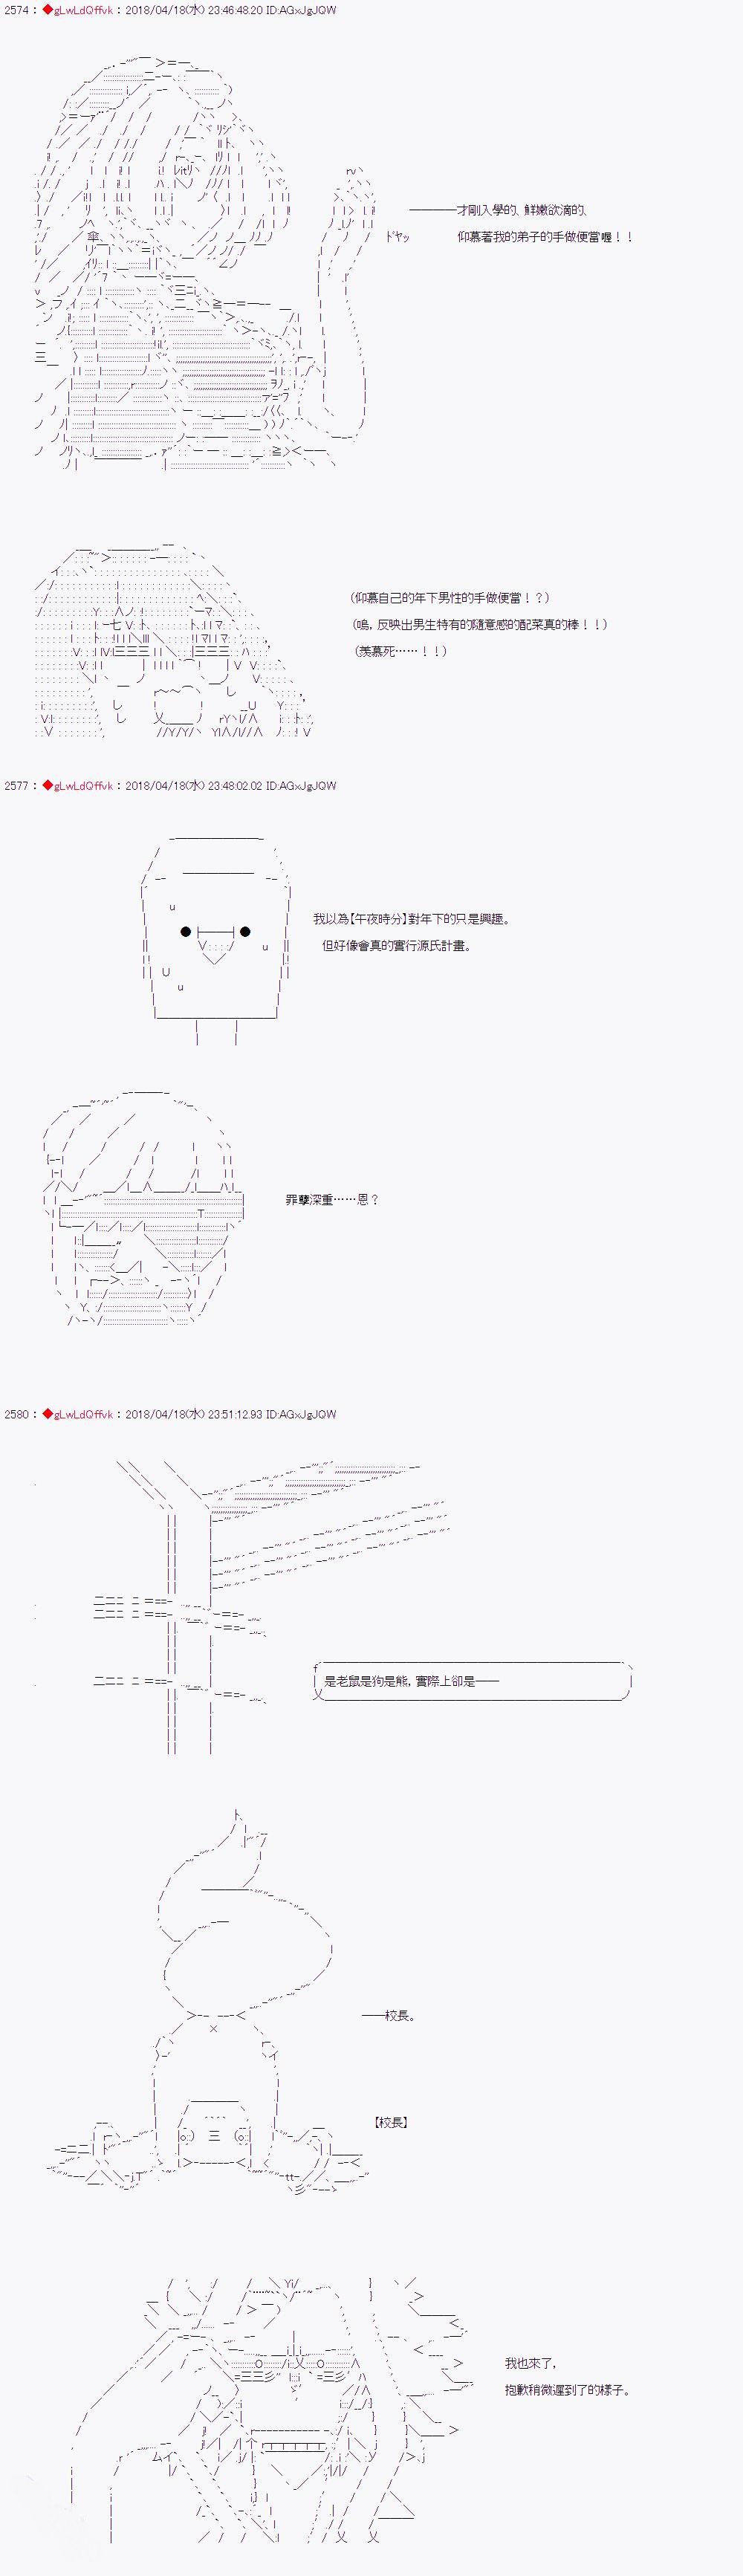 2574 : ◆gLwLdQffvk : 2018/04/18(水) 23:46:48:20 ID:AGxJgJQW
————才剛入學的、鮮嫩欲滴的、
ﾄﾞヤッ 仰慕著我的弟子的手做便當喔！！
(仰慕自己的年下男性的手做便當！？)
(嗚，反映出男生特有的隨意感的配菜真的棒！！)
(羨慕死……！！)
2577 : ◆gLwLdQffvk : 2018/04/18(水) 23:48:02.02 ID:AGxJgJQW
我以為【午夜時分】對年下的只是興趣。
但好像會真的實行源氏計畫。
罪孽深重……恩？
2580 : ◆gLwLdQffvk : 2018/04/18(水) 23:51:12.93 ID:AGxJgJQW
是老鼠是狗是熊，實際上卻是——
——校長。
【校長】
我也來了，
抱歉稍微遲到了的樣子。